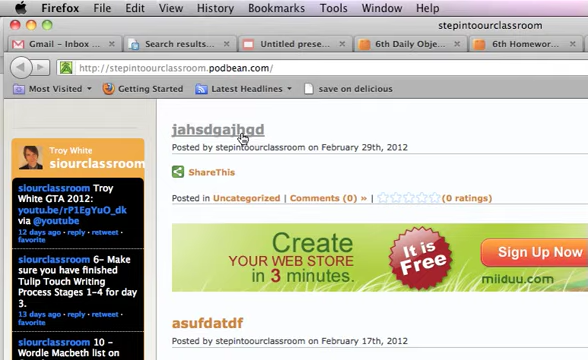 Firefox File Edit View History Bookmarks Tools Window Help
stepintoourclassroom
Gmail – Inbox ...
Search results...
Untitled prese...
6th Daily Obje...
6th Homewor...
http://stepintoourclassroom.podbean.com/
Most Visited
Getting Started
Latest Headlines
save on delicious
Troy White
siourclassroom
siourclassroom Troy
White GTA 2012:
youtu.be/rP1EgYuO_dk
via @youtube
12 days ago · reply · retweet ·
favorite
siourclassroom 6- Make
sure you have finished
Tulip Touch Writing
Process Stages 1-4 for day
3.
13 days ago · reply · retweet ·
favorite
siourclassroom 10 -
Wordle Macbeth list on
jahsdgajhgd
Posted by stepintoourclassroom on February 29th, 2012
ShareThis
Posted in Uncategorized | Comments (0) » | (0 ratings)
Create
YOUR WEB STORE
in 3 minutes.
It is
Free
Sign Up Now
miiduu.com
asufdatdf
Posted by stepintoourclassroom on February 17th, 2012